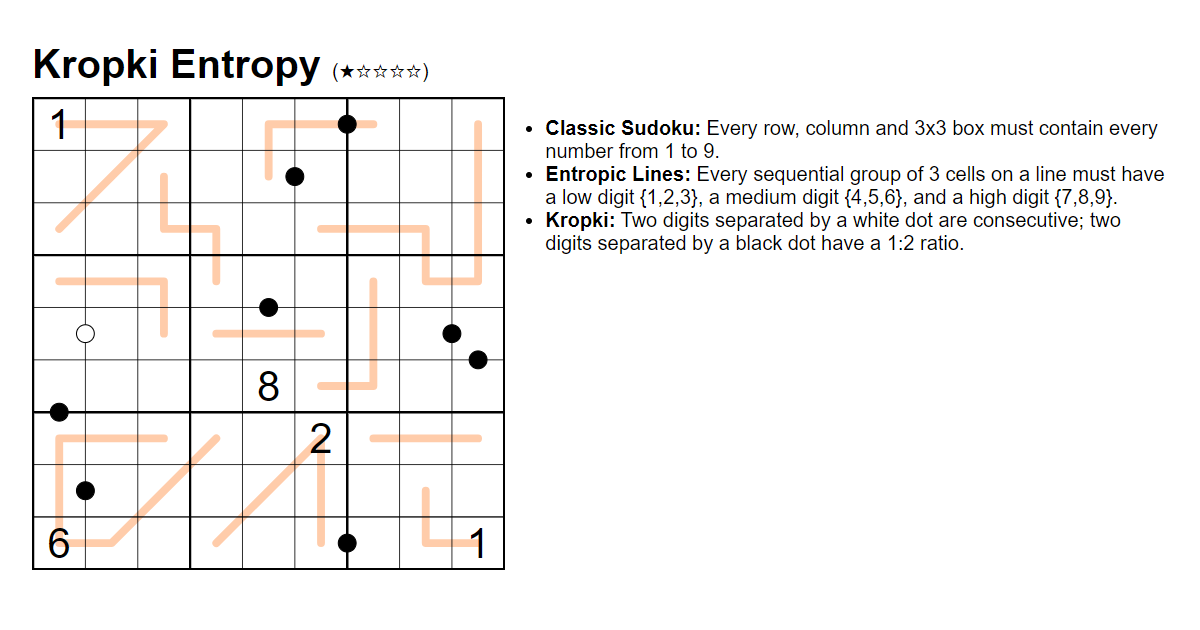 Kropki Entropy (★☆☆☆☆)
1
8
2
6
1
• Classic Sudoku: Every row, column and 3x3 box must contain every
number from 1 to 9.
• Entropic Lines: Every sequential group of 3 cells on a line must have
a low digit {1,2,3}, a medium digit {4,5,6}, and a high digit {7,8,9}.
• Kropki: Two digits separated by a white dot are consecutive; two
digits separated by a black dot have a 1:2 ratio.